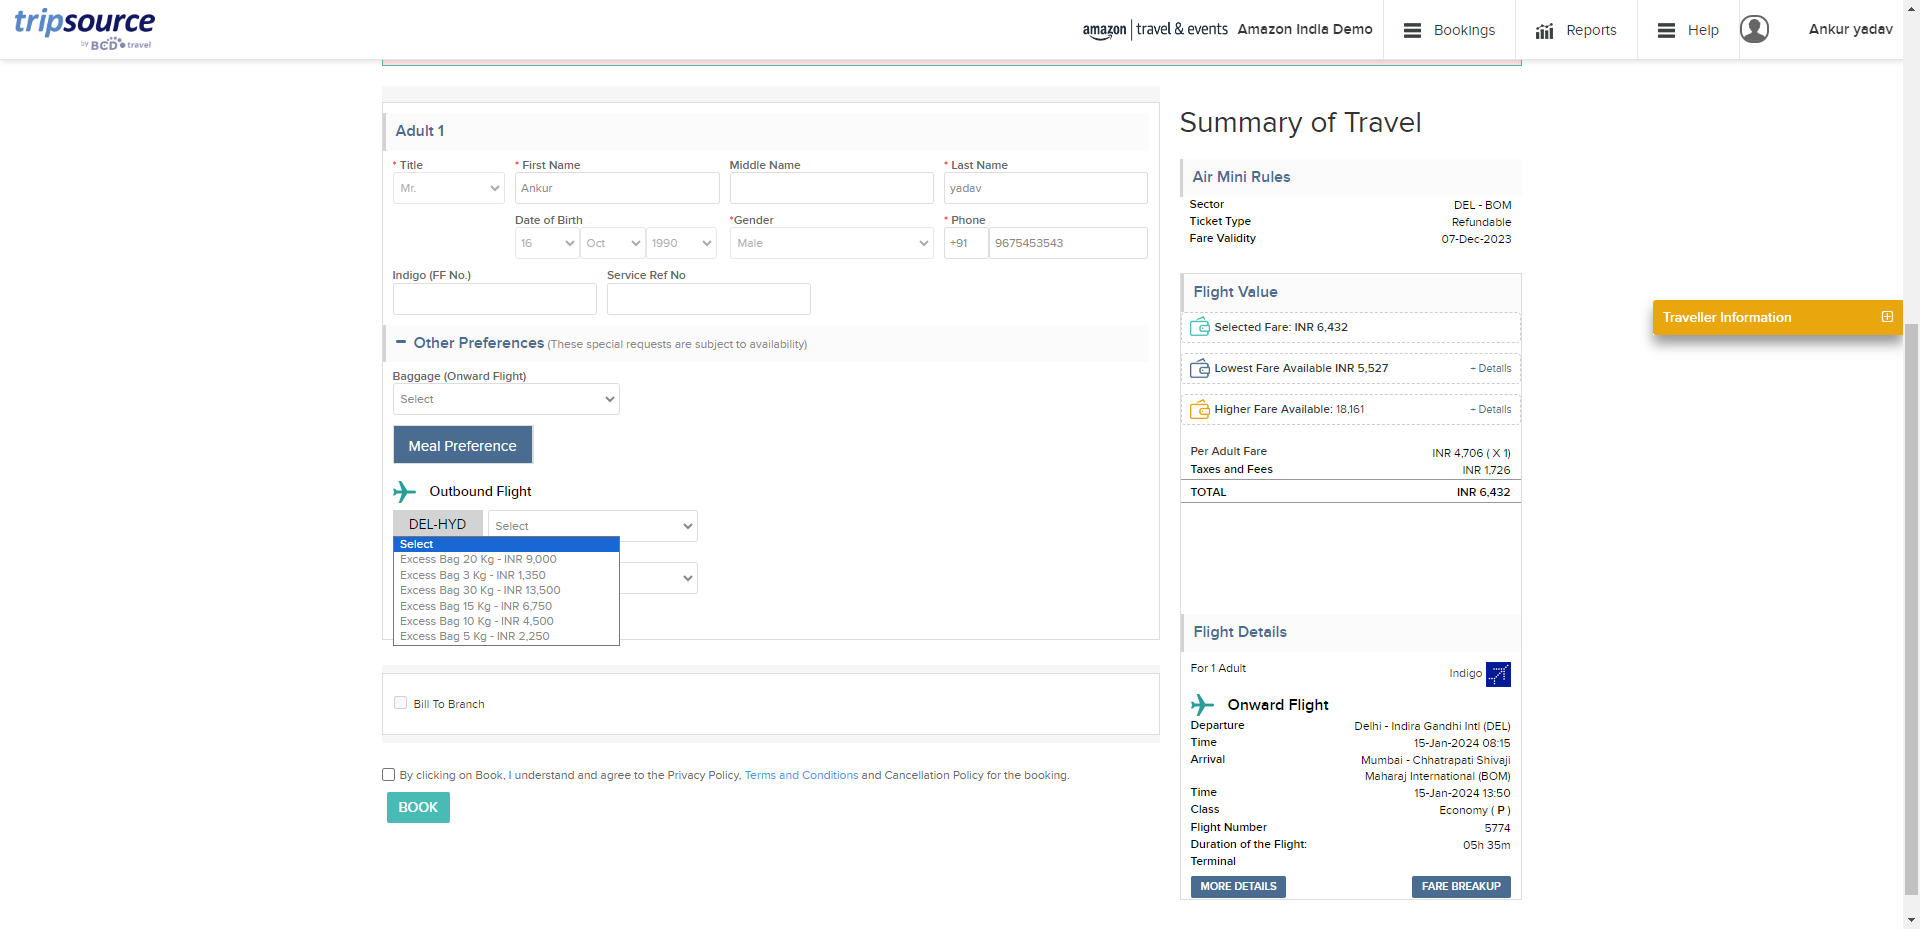 tripsource
by BCD travel
amazon | travel & events Amazon India Demo
Bookings
Reports
Help
Ankur yadav
Adult 1
* Title
* First Name
Middle Name
* Last Name
Mr.
Ankur
yadav
Date of Birth
*Gender
* Phone
16
Oct
1990
Male
+91
9675453543
Indigo (FF No.)
Service Ref No
Other Preferences (These special requests are subject to availability)
Baggage (Onward Flight)
Select
Meal Preference
Outbound Flight
DEL-HYD
Select
Select
Excess Bag 20 Kg - INR 9,000
Excess Bag 3 Kg - INR 1,350
Excess Bag 30 Kg - INR 13,500
Excess Bag 15 Kg - INR 6,750
Excess Bag 10 Kg - INR 4,500
Excess Bag 5 Kg - INR 2,250
Bill To Branch
By clicking on Book, I understand and agree to the Privacy Policy, Terms and Conditions and Cancellation Policy for the booking.
BOOK
Summary of Travel
Air Mini Rules
Sector DEL - BOM
Ticket Type Refundable
Fare Validity 07-Dec-2023
Flight Value
Selected Fare: INR 6,432
Lowest Fare Available INR 5,527 + Details
Higher Fare Available: 18,161 + Details
Per Adult Fare INR 4,706 ( X 1)
Taxes and Fees INR 1,726
TOTAL INR 6,432
Flight Details
For 1 Adult Indigo
Onward Flight
Departure Delhi - Indira Gandhi Intl (DEL)
Time 15-Jan-2024 08:15
Arrival Mumbai - Chhatrapati Shivaji
Maharaj International (BOM)
Time 15-Jan-2024 13:50
Class Economy ( P )
Flight Number 5774
Duration of the Flight: 05h 35m
Terminal
MORE DETAILS
FARE BREAKUP
Traveller Information